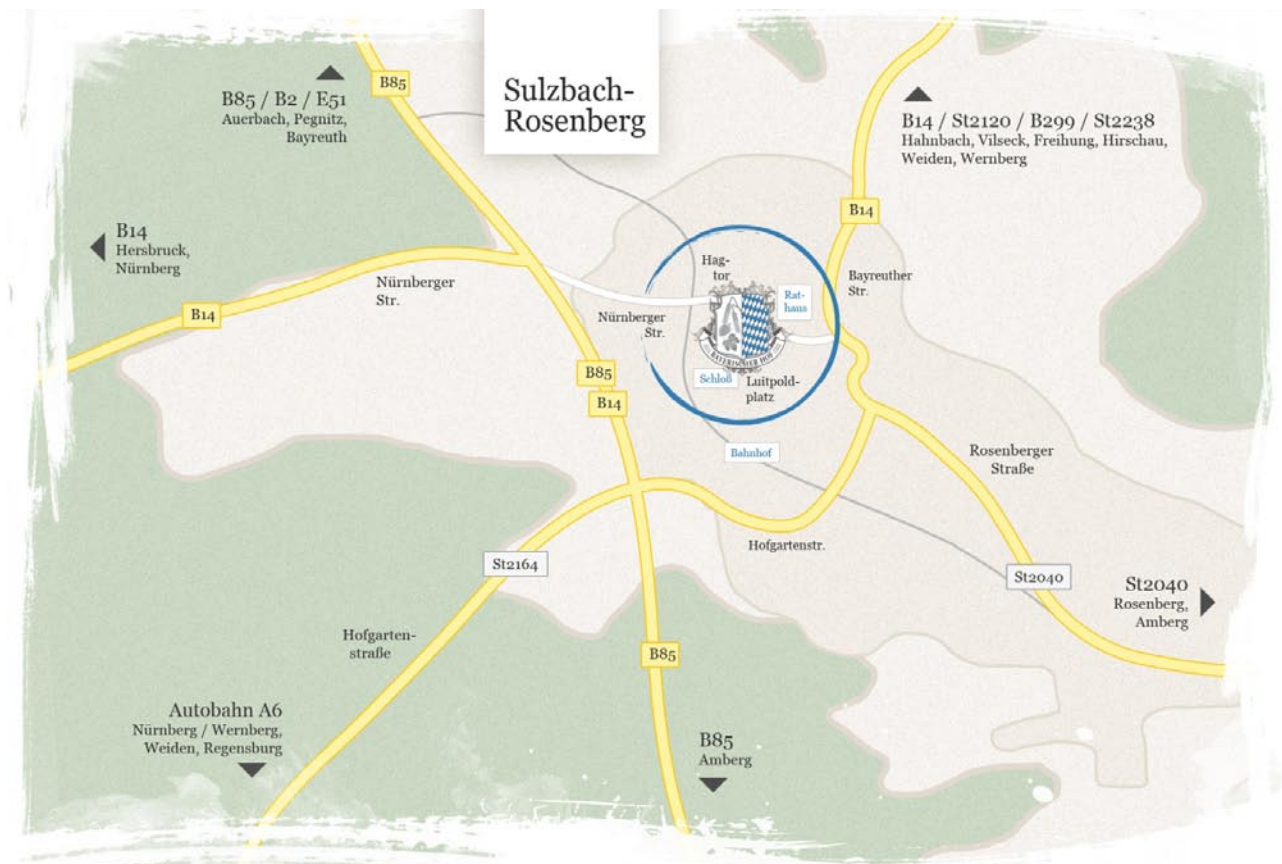 Sulzbach-
Rosenberg
B85
B85 / B2 / E51
Auerbach, Pegnitz,
Bayreuth
B14 / St2120 / B299 / St2238
Hahnbach, Vilseck, Freihung, Hirschau,
Weiden, Wernberg
B14
Hersbruck,
Nürnberg
B14
Nürnberger
Str.
B14
Hag-
tor
Bayreuther
Str.
Rat-
haus
Nürnberger
Str.
BAYERISCHER HOF
Schloß
Luitpold-
platz
B85
B14
Bahnhof
Rosenberger
Straße
Hofgartenstr.
St2164
St2040
St2040
Rosenberg,
Amberg
Hofgarten-
straße
B85
Autobahn A6
Nürnberg / Wernberg,
Weiden, Regensburg
B85
Amberg